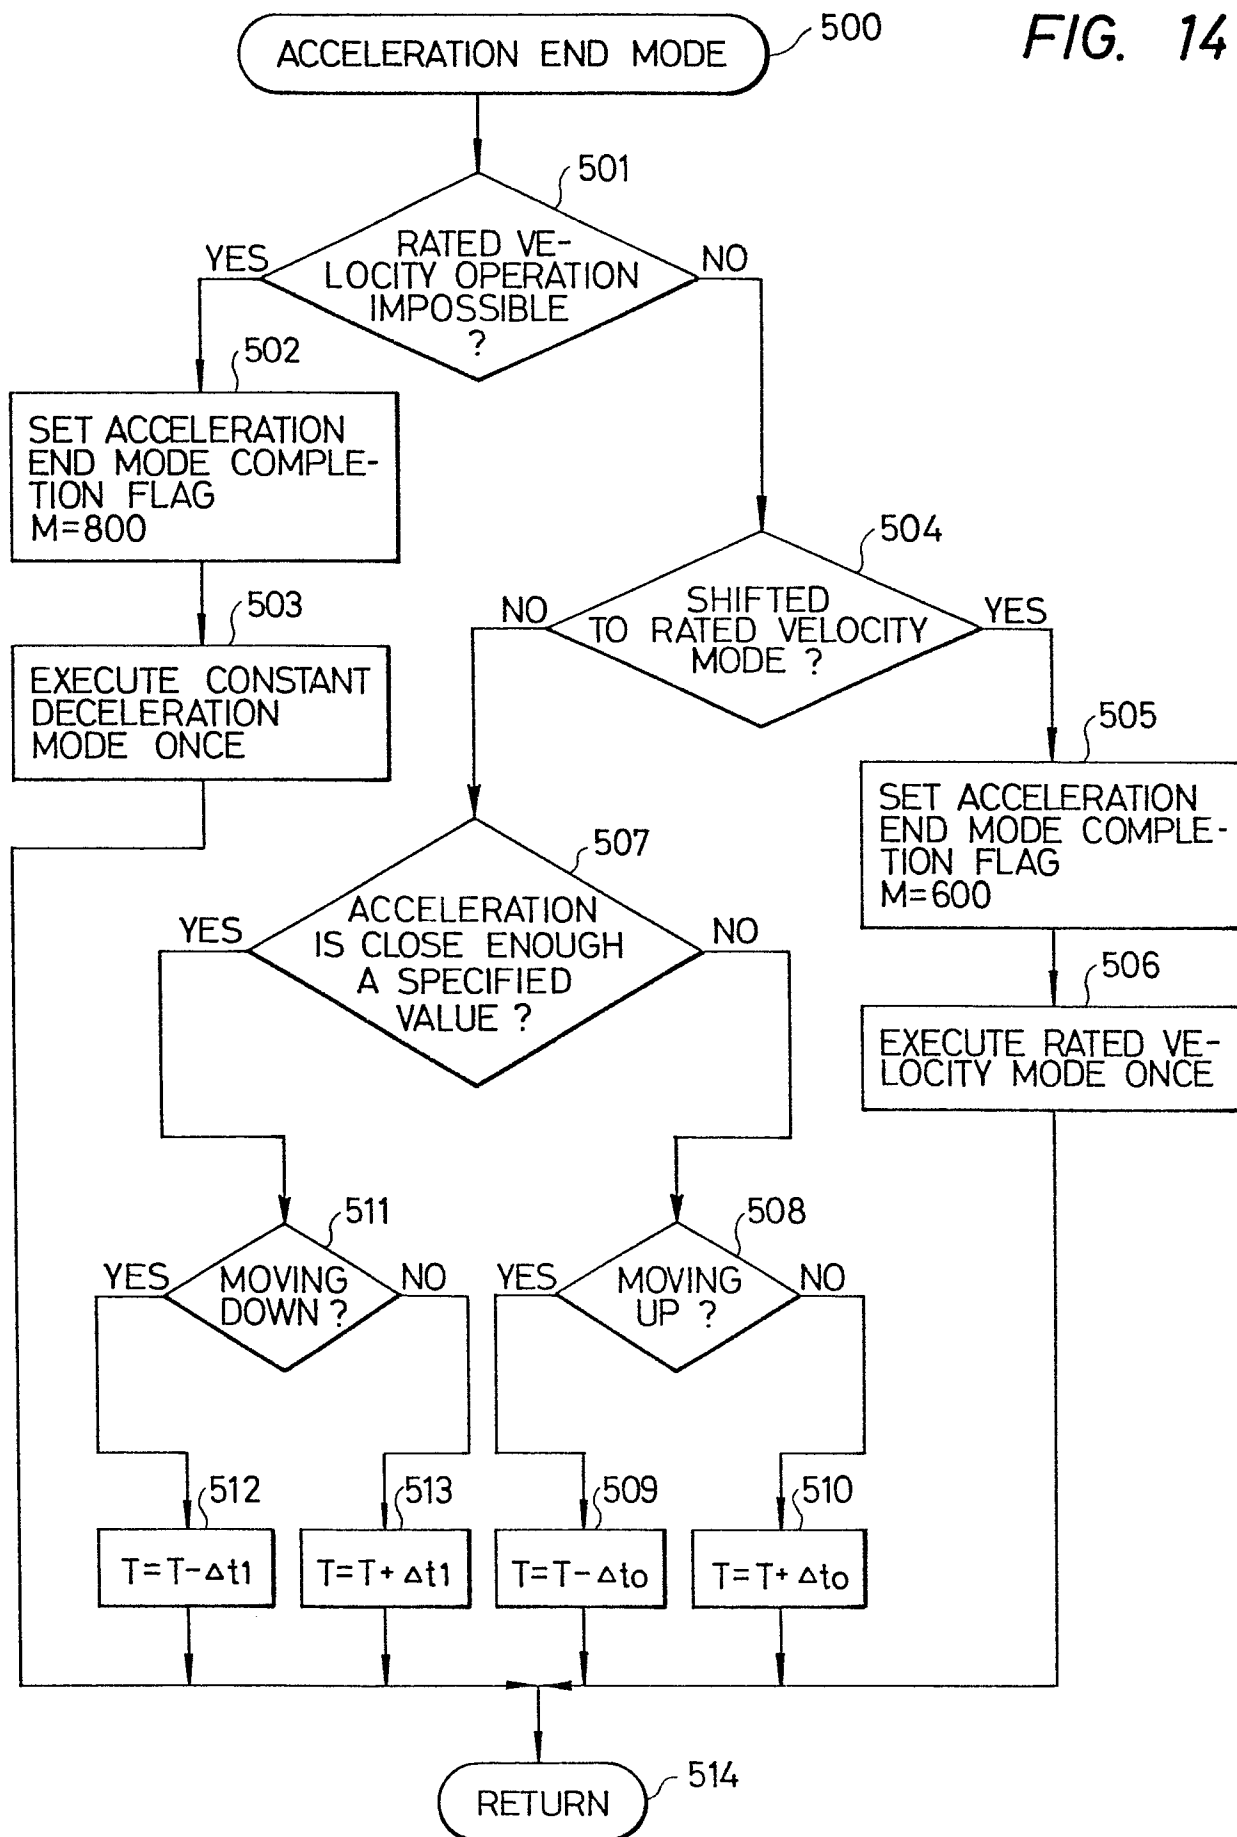 FIG. 14
ACCELERATION END MODE
500
501
RATED VE-
LOCITY OPERATION
IMPOSSIBLE
?
YES
NO
502
SET ACCELERATION
END MODE COMPLE-
TION FLAG
M=800
503
EXECUTE CONSTANT
DECELERATION
MODE ONCE
504
SHIFTED
TO RATED VELOCITY
MODE ?
NO
YES
505
SET ACCELERATION
END MODE COMPLE-
TION FLAG
M=600
506
EXECUTE RATED VE-
LOCITY MODE ONCE
507
ACCELERATION
IS CLOSE ENOUGH
A SPECIFIED
VALUE ?
YES
NO
511
MOVING
DOWN ?
YES
NO
508
MOVING
UP ?
YES
NO
512
T=T-Δt1
513
T=T+Δt1
509
T=T-Δto
510
T=T+Δto
RETURN
514